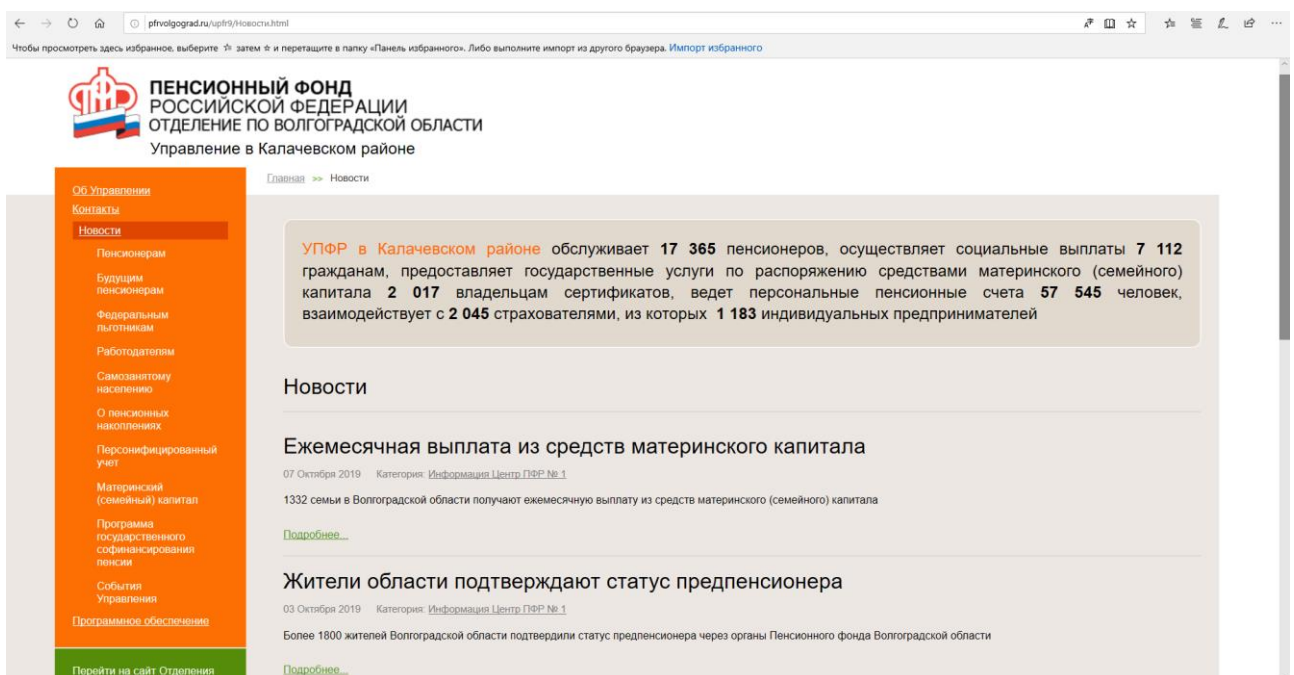 pfrvolgograd.ru/upfr9/Новости.html
Чтобы просмотреть здесь избранное, выберите затем и перетащите в папку «Панель избранного». Либо выполните импорт из другого браузера. Импорт избранного
ПЕНСИОННЫЙ ФОНД
РОССИЙСКОЙ ФЕДЕРАЦИИ
ОТДЕЛЕНИЕ ПО ВОЛГОГРАДСКОЙ ОБЛАСТИ
Управление в Калачевском районе
Главная >> Новости
Об Управлении
Контакты
Новости
Пенсионерам
Будущим
пенсионерам
Федеральным
льготникам
Работодателям
Самозанятому
населению
О пенсионных
накоплениях
Персонифицированный
учет
Материнский
(семейный) капитал
Программа
государственного
софинансирования
пенсии
События
Управления
Программное обеспечение
Перейти на сайт Отделения
УПФР в Калачевском районе обслуживает 17 365 пенсионеров, осуществляет социальные выплаты 7 112
гражданам, предоставляет государственные услуги по распоряжению средствами материнского (семейного)
капитала 2 017 владельцам сертификатов, ведет персональные пенсионные счета 57 545 человек,
взаимодействует с 2 045 страхователями, из которых 1 183 индивидуальных предпринимателей
Новости
Ежемесячная выплата из средств материнского капитала
07 Октября 2019 Категория: Информация Центр ПФР № 1
1332 семьи в Волгоградской области получают ежемесячную выплату из средств материнского (семейного) капитала
Подробнее...
Жители области подтверждают статус предпенсионера
03 Октября 2019 Категория: Информация Центр ПФР № 1
Более 1800 жителей Волгоградской области подтвердили статус предпенсионера через органы Пенсионного фонда Волгоградской области
Подробнее...